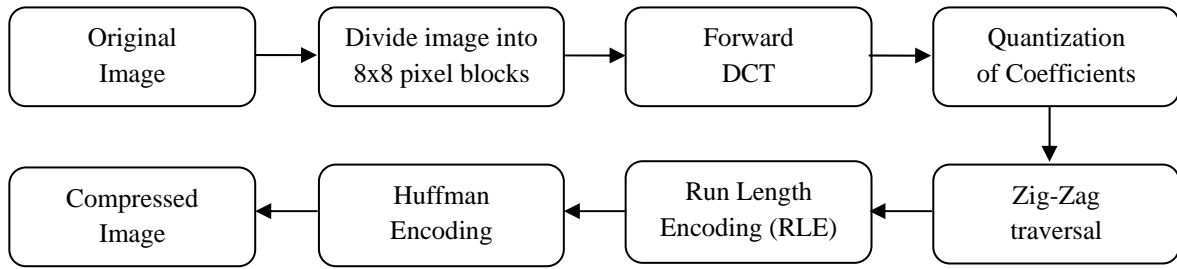 Original
Image
Divide image into
8x8 pixel blocks
Forward
DCT
Quantization
of Coefficients
Compressed
Image
Huffman
Encoding
Run Length
Encoding (RLE)
Zig-Zag
traversal